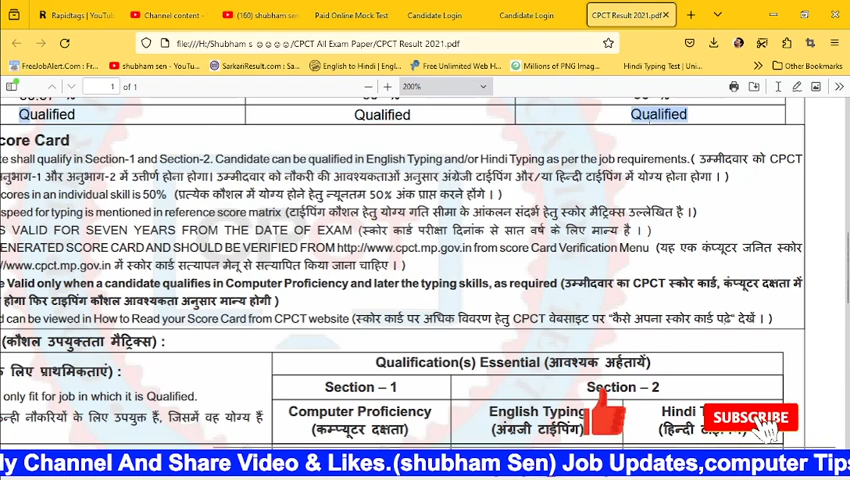 Rapidtags |
Channel content -
(160) shubham sen
Paid Online Mock Test
Candidate Login
Candidate Login
CPCT Result 2021.pdf
file:///H:/Shubham s ☺☺☺☺/CPCT All Exam Paper/CPCT Result 2021.pdf
FreeJobAlert.Com
shubham sen - YouTu...
SarkariResult.com : Sa...
English to Hindi | Engl...
Free Unlimited Web H...
Millions of PNG Imag...
Hindi Typing Test | Uni...
Other Bookmarks
1 of 1
200%
Qualified
Qualified
Qualified
core Card
te shall qualify in Section-1 and Section-2. Candidate can be qualified in English Typing and/or Hindi Typing as per the job requirements.( उम्मीदवार को CPCT
नुभाग-1 और अनुभाग-2 में उत्तीर्ण होना होगा। उम्मीदवार को नौकरी की आवश्यकताओं अनुसार अंग्रेजी टाईपिंग और/या हिन्दी टाईपिंग में योग्य होना होगा। )
cores in an individual skill is 50% (प्रत्येक कौशल में योग्य होने हेतु न्यूनतम 50% अंक प्राप्त करने होंगे। )
speed for typing is mentioned in reference score matrix (टाईपिंग कौशल हेतु योग्य गति सीमा के आंकलन संदर्भ हेतु स्कोर मैट्रिक्स उल्लेखित है।)
S VALID FOR SEVEN YEARS FROM THE DATE OF EXAM (स्कोर कार्ड परीक्षा दिनांक से सात वर्ष के लिए मान्य है।)
GENERATED SCORE CARD AND SHOULD BE VERIFIED FROM http://www.cpct.mp.gov.in from score Card Verification Menu (यह एक कंप्यूटर जनित स्कोर
//www.cpct.mp.gov.in में स्कोर कार्ड सत्यापन मैनू से सत्यापित किया जाना चाहिए। )
e Valid only when a candidate qualifies in Computer Proficiency and later the typing skills, as required (उम्मीदवार का CPCT स्कोर कार्ड, कंप्यूटर दक्षता में
होगा फिर टाइपिंग कौशल आवश्यकता अनुसार मान्य होगी।)
d can be viewed in How to Read your Score Card from CPCT website (स्कोर कार्ड पर अधिक विवरण हेतु CPCT वेबसाइट पर "कैसे अपना स्कोर कार्ड पढ़े" देखें। )
(कौशल उपयुक्तता मैट्रिक्स) :
Qualification(s) Essential (आवश्यक अर्हतायें)
के लिए प्राथमिकताएं) :
Section – 1
Section – 2
only fit for job in which it is Qualified.
न्ही नौकरियों के लिए उपयुक्त हैं, जिसमें वह योग्य हैं
Computer Proficiency
(कम्प्यूटर दक्षता)
English Typing
(अंग्रजी टाईपिंग)
Hindi T
(हिन्दी टाईपिंग)
SUBSCRIBE
ly Channel And Share Video & Likes.(shubham Sen) Job Updates,computer Tips